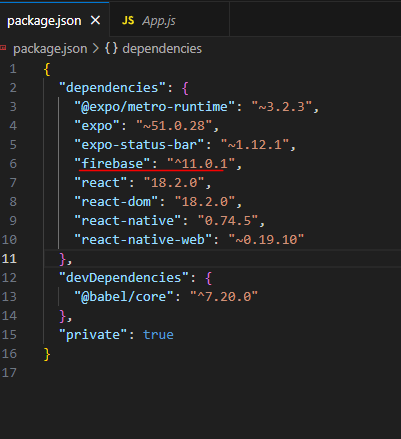 package.json ✕ JS App.js
package.json > {} dependencies
1 {
2 "dependencies": {
3 "@expo/metro-runtime": "~3.2.3",
4 "expo": "~51.0.28",
5 "expo-status-bar": "~1.12.1",
6 "firebase": "^11.0.1",
7 "react": "18.2.0",
8 "react-dom": "18.2.0",
9 "react-native": "0.74.5",
10 "react-native-web": "~0.19.10"
11 },
12 "devDependencies": {
13 "@babel/core": "^7.20.0"
14 },
15 "private": true
16 }
17